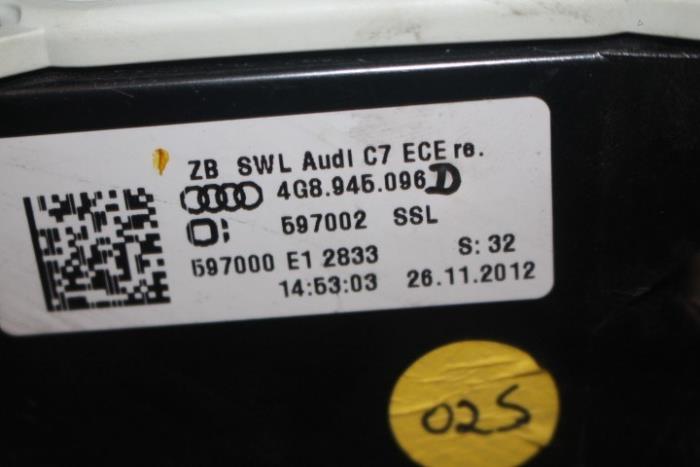 ZB SWL Audi C7 ECE re.
4G8.945.096 D
597002 SSL
597000 E1 2833 S: 32
14:53:03 26.11.2012
02S